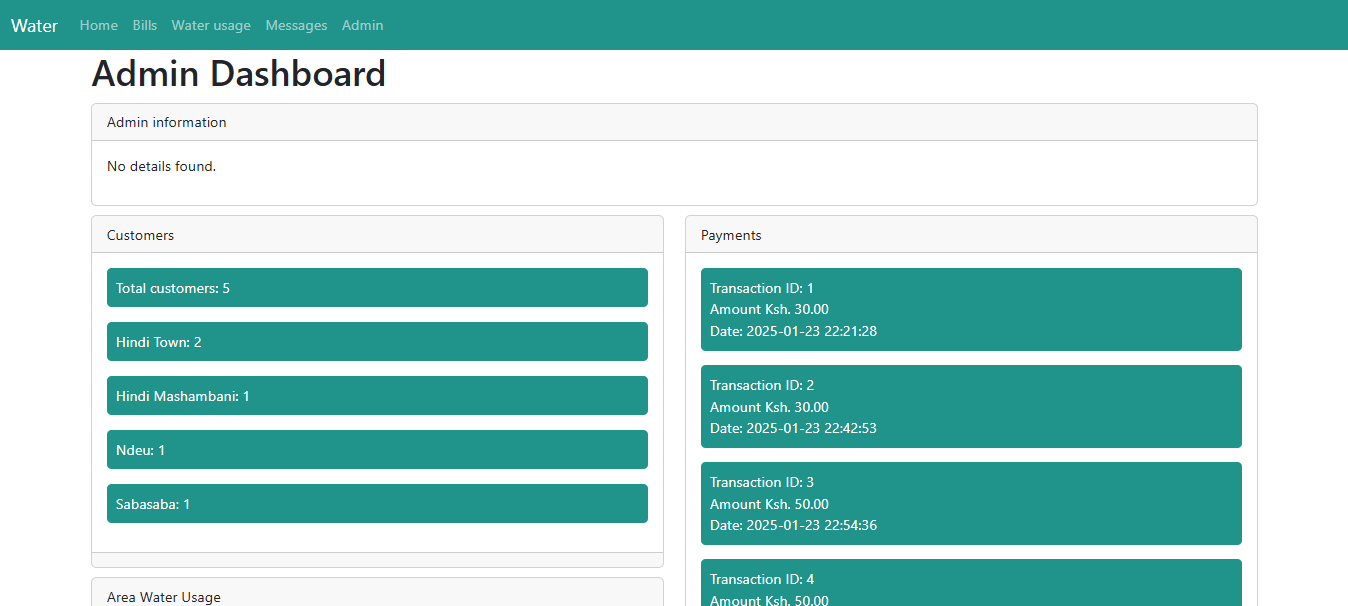 Water Home Bills Water usage Messages Admin
Admin Dashboard
Admin information
No details found.
Customers
Total customers: 5
Hindi Town: 2
Hindi Mashambani: 1
Ndeu: 1
Sabasaba: 1
Area Water Usage
Payments
Transaction ID: 1
Amount Ksh. 30.00
Date: 2025-01-23 22:21:28
Transaction ID: 2
Amount Ksh. 30.00
Date: 2025-01-23 22:42:53
Transaction ID: 3
Amount Ksh. 50.00
Date: 2025-01-23 22:54:36
Transaction ID: 4
Amount Ksh. 50.00